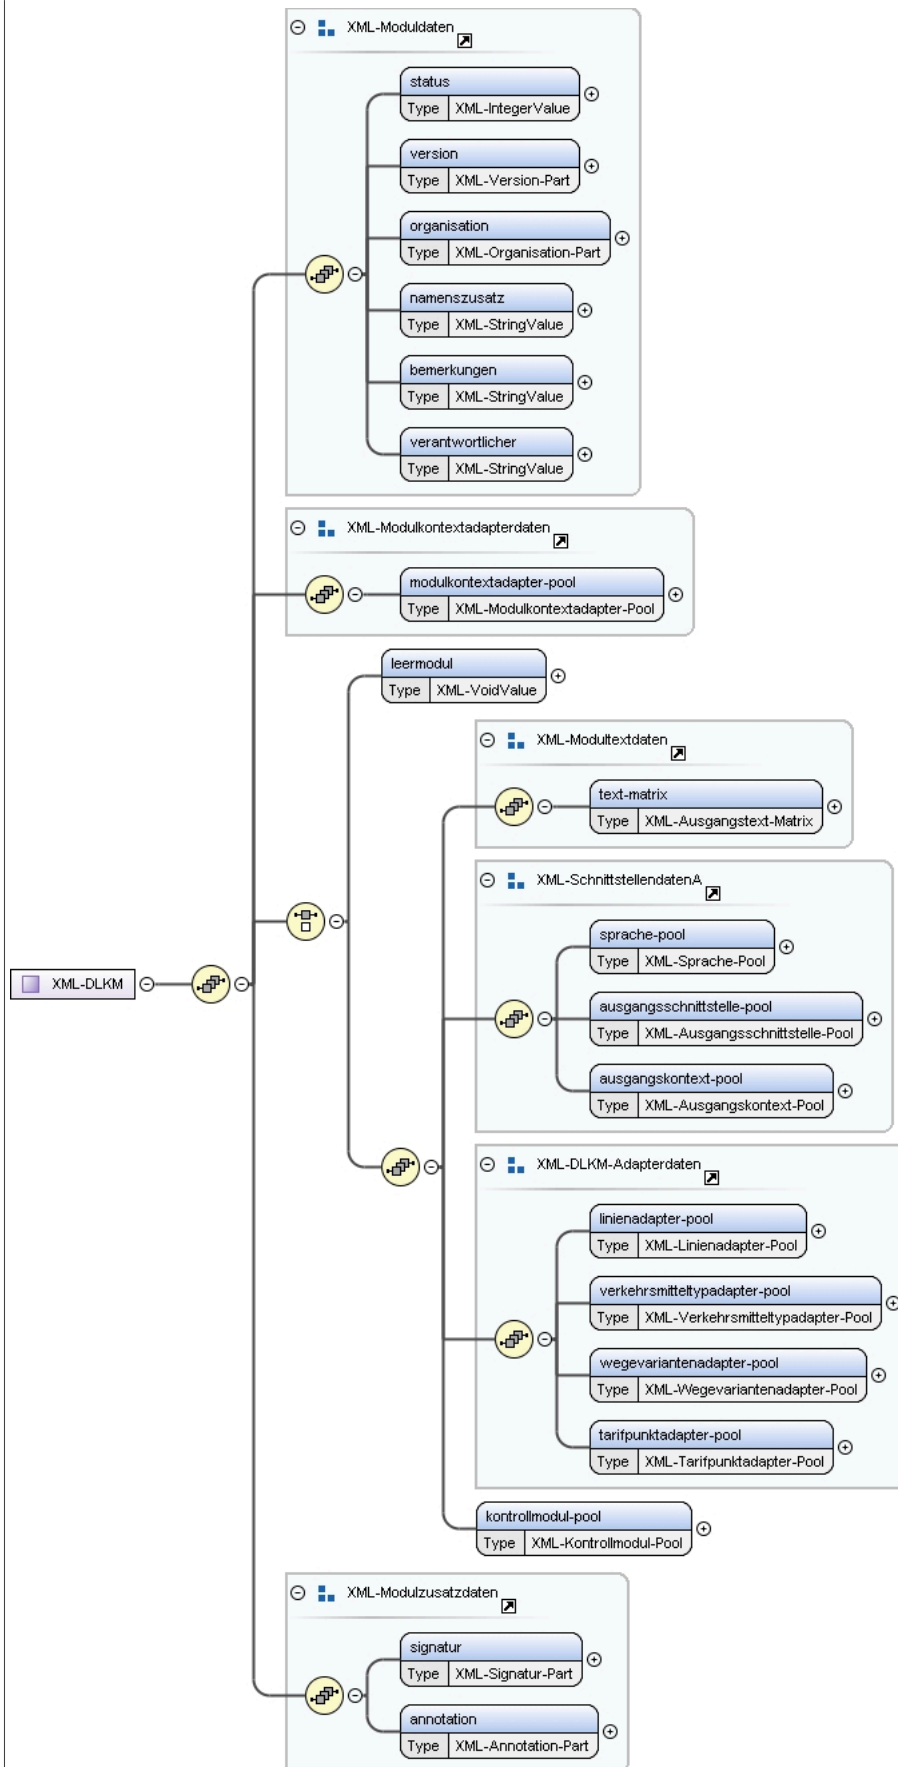 XML-Moduldaten
status
Type XML-IntegerValue
version
Type XML-Version-Part
organisation
Type XML-Organisation-Part
namenszusatz
Type XML-StringValue
bemerkungen
Type XML-StringValue
verantwortlicher
Type XML-StringValue
XML-Modulkontextadapterdaten
modulkontextadapter-pool
Type XML-Modulkontextadapter-Pool
leermodul
Type XML-VoidValue
XML-Modultextdaten
text-matrix
Type XML-Ausgangstext-Matrix
XML-SchnittstellendatenA
sprache-pool
Type XML-Sprache-Pool
XML-DLKM
ausgangsschnittstelle-pool
Type XML-Ausgangsschnittstelle-Pool
ausgangskontext-pool
Type XML-Ausgangskontext-Pool
XML-DLKM-Adapterdaten
linienadapter-pool
Type XML-Linienadapter-Pool
verkehrsmitteltypadapter-pool
Type XML-Verkehrsmitteltypadapter-Pool
wegevariantenadapter-pool
Type XML-Wegevariantenadapter-Pool
tarifpunktadapter-pool
Type XML-Tarifpunktadapter-Pool
kontrollmodul-pool
Type XML-Kontrollmodul-Pool
XML-Modulzusatzdaten
signatur
Type XML-Signatur-Part
annotation
Type XML-Annotation-Part